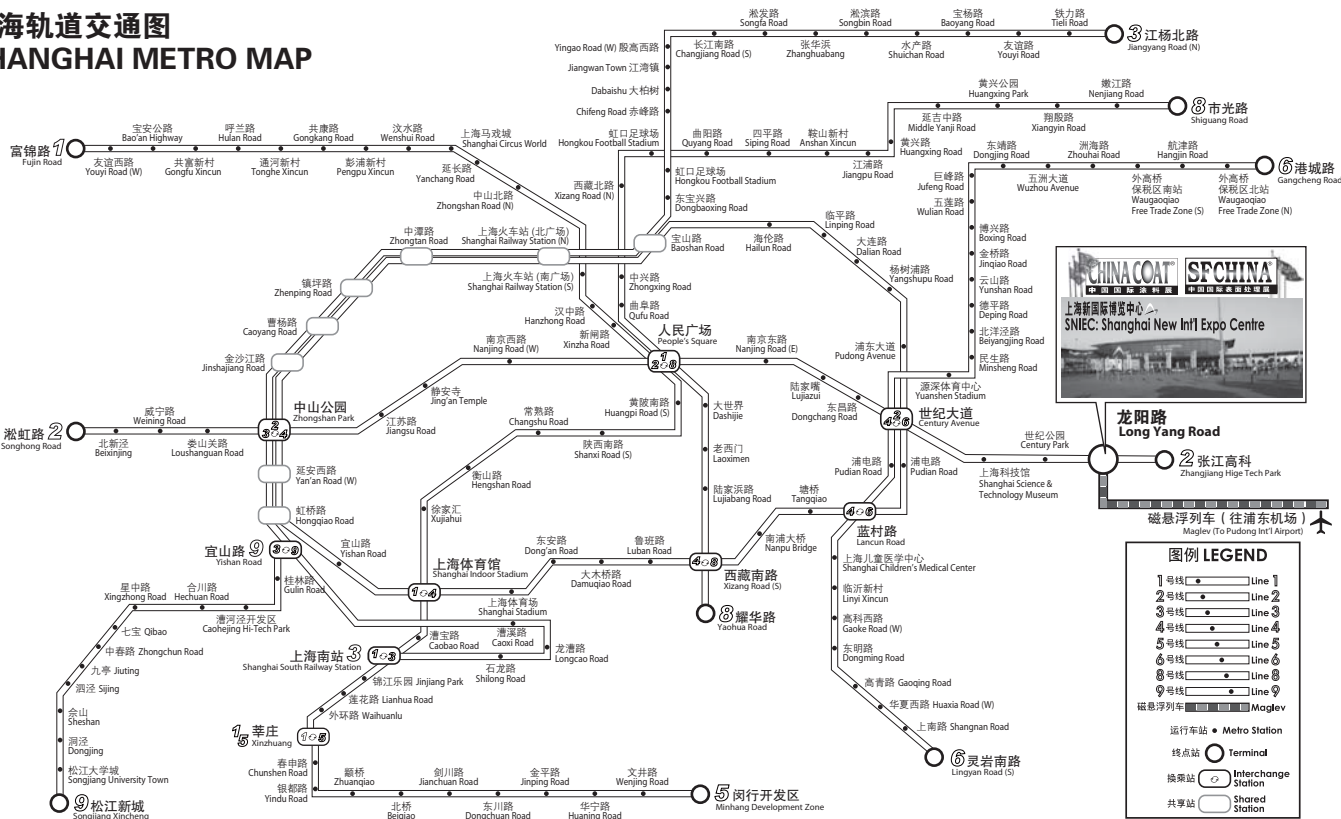 海轨道交通图
HANGHAI METRO MAP
富锦路 1
Fujin Road
宝安公路
Bao'an Highway
呼兰路
Hulan Road
共康路
Gongkang Road
汶水路
Wenshui Road
上海马戏城
Shanghai Circus World
友谊西路
Youyi Road (W)
共富新村
Gongfu Xincun
通河新村
Tonghe Xincun
彭浦新村
Pengpu Xincun
延长路
Yanchang Road
中山北路
Zhongshan Road (N)
淞发路
Songfa Road
淞滨路
Songbin Road
宝杨路
Baoyang Road
铁力路
Tieli Road
3 江杨北路
Jiangyang Road (N)
Yingao Road (W) 殷高西路
长江南路
Changjiang Road (S)
张华浜
Zhanghuabang
水产路
Shuichan Road
友谊路
Youyi Road
Jiangwan Town 江湾镇
Dabaishu 大柏树
Chifeng Road 赤峰路
虹口足球场
Hongkou Football Stadium
曲阳路
Quyang Road
四平路
Siping Road
鞍山新村
Anshan Xincun
江浦路
Jiangpu Road
黄兴路
Huangxing Road
延吉中路
Middle Yanji Road
黄兴公园
Huangxing Park
翔殷路
Xiangyin Road
嫩江路
Nenjiang Road
8 市光路
Shiguang Road
西藏北路
Xizang Road (N)
虹口足球场
Hongkou Football Stadium
东宝兴路
Dongbaoxing Road
巨峰路
Jufeng Road
五莲路
Wulian Road
东靖路
Dongjing Road
五洲大道
Wuzhou Avenue
洲海路
Zhouhai Road
外高桥
保税区南站
Waugaoqiao
Free Trade Zone (S)
航津路
Hangjin Road
外高桥
保税区北站
Waugaoqiao
Free Trade Zone (N)
6 港城路
Gangcheng Road
博兴路
Boxing Road
金桥路
Jinqiao Road
云山路
Yunshan Road
德平路
Deping Road
北洋泾路
Beiyangjing Road
民生路
Minsheng Road
源深体育中心
Yuanshen Stadium
中潭路
Zhongtan Road
上海火车站 (北广场)
Shanghai Railway Station (N)
宝山路
Baoshan Road
海伦路
Hailun Road
临平路
Linping Road
大连路
Dalian Road
杨树浦路
Yangshupu Road
浦东大道
Pudong Avenue
镇坪路
Zhenping Road
曹杨路
Caoyang Road
金沙江路
Jinshajiang Road
上海火车站 (南广场)
Shanghai Railway Station (S)
汉中路
Hanzhong Road
新闸路
Xinzha Road
中兴路
Zhongxing Road
曲阜路
Qufu Road
人民广场
People's Square
1
2 8
南京西路
Nanjing Road (W)
静安寺
Jing'an Temple
江苏路
Jiangsu Road
中山公园
Zhongshan Park
2
3 4
威宁路
Weining Road
淞虹路 2
Songhong Road
北新泾
Beixinjing
娄山关路
Loushanguan Road
南京东路
Nanjing Road (E)
陆家嘴
Lujiazui
东昌路
Dongchang Road
世纪大道
Century Avenue
2
4 6
世纪公园
Century Park
上海科技馆
Shanghai Science &
Technology Museum
CHINA COAT®
中国国际涂料展
SFCHINA®
中国国际表面处理展
上海新国际博览中心
SNIEC: Shanghai New Int'l Expo Centre
龙阳路
Long Yang Road
2 张江高科
Zhangjiang Hige Tech Park
磁悬浮列车 ( 往浦东机场 )
Maglev (To Pudong Int'l Airport)
黄陂南路
Huangpi Road (S)
常熟路
Changshu Road
陕西南路
Shanxi Road (S)
衡山路
Hengshan Road
徐家汇
Xujiahui
大世界
Dashijie
老西门
Laoximen
陆家浜路
Lujiabang Road
浦电路
Pudian Road
浦电路
Pudian Road
塘桥
Tangqiao
南浦大桥
Nanpu Bridge
4 6
蓝村路
Lancun Road
延安西路
Yan'an Road (W)
虹桥路
Hongqiao Road
宜山路 9
Yishan Road
3 9
宜山路
Yishan Road
桂林路
Gulin Road
上海体育馆
Shanghai Indoor Stadium
1 4
东安路
Dong'an Road
鲁班路
Luban Road
大木桥路
Damuqiao Road
上海体育场
Shanghai Stadium
4 8
西藏南路
Xizang Road (S)
8 耀华路
Yaohua Road
上海儿童医学中心
Shanghai Children's Medical Center
临沂新村
Linyi Xincun
高科西路
Gaoke Road (W)
东明路
Dongming Road
高青路 Gaoqing Road
华夏西路 Huaxia Road (W)
上南路 Shangnan Road
6 灵岩南路
Lingyan Road (S)
星中路
Xingzhong Road
合川路
Hechuan Road
漕河泾开发区
Caohejing Hi-Tech Park
七宝 Qibao
中春路 Zhongchun Road
九亭 Jiuting
泗泾 Sijing
佘山
Sheshan
洞泾
Dongjing
松江大学城
Songjiang University Town
9 松江新城
Songjiang Xincheng
上海南站 3
Shanghai South Railway Station
1 3
漕宝路
Caobao Road
漕溪路
Caoxi Road
龙漕路
Longcao Road
石龙路
Shilong Road
锦江乐园 Jinjiang Park
莲花路 Lianhua Road
外环路 Waihuanlu
1 5 莘庄
Xinzhuang
1 5
春申路
Chunshen Road
银都路
Yindu Road
颛桥
Zhuanqiao
北桥
Beiqiao
剑川路
Jianchuan Road
东川路
Dongchuan Road
金平路
Jinping Road
华宁路
Huaning Road
文井路
Wenjing Road
5 闵行开发区
Minhang Development Zone
图例 LEGEND
1号线 Line 1
2号线 Line 2
3号线 Line 3
4号线 Line 4
5号线 Line 5
6号线 Line 6
8号线 Line 8
9号线 Line 9
磁悬浮列车 Maglev
运行车站 Metro Station
终点站 Terminal
换乘站 Interchange
Station
共享站 Shared
Station